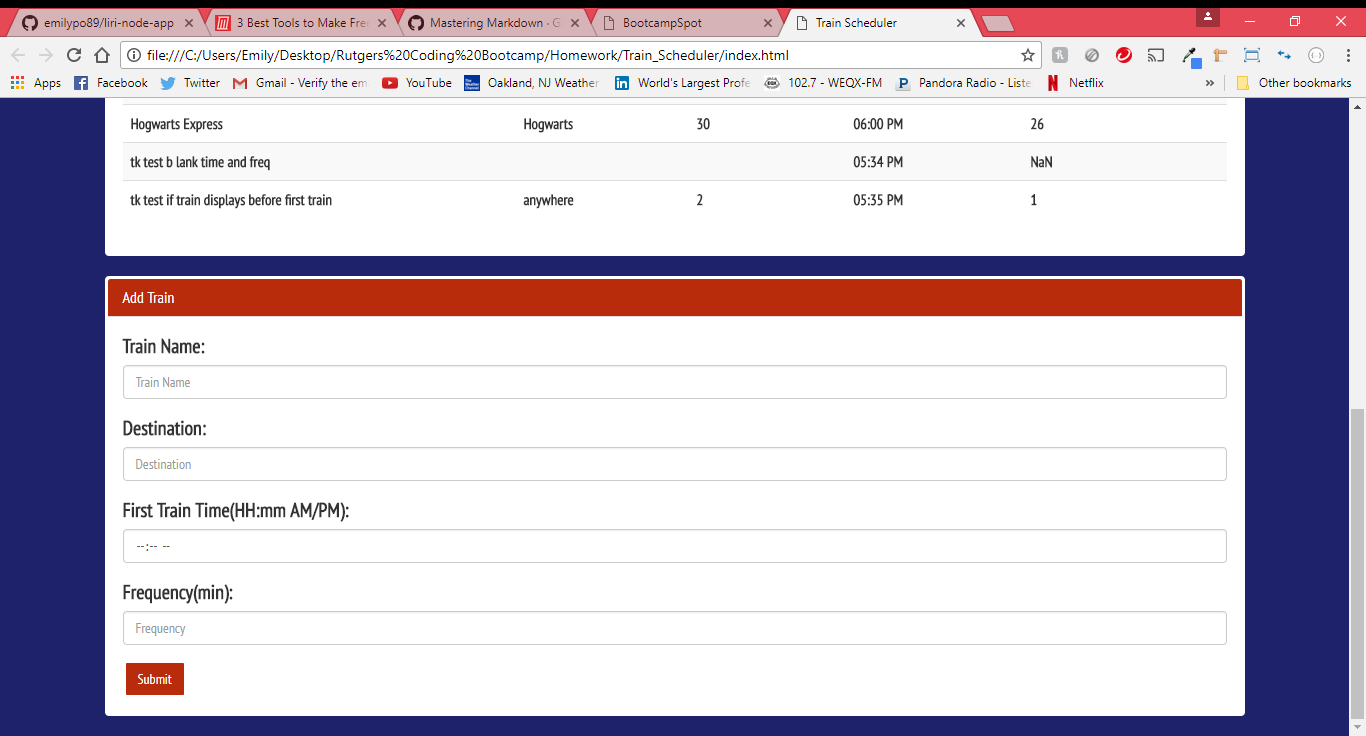 emilypo89/liri-node-app
3 Best Tools to Make Fre
Mastering Markdown · G
BootcampSpot
Train Scheduler
file:///C:/Users/Emily/Desktop/Rutgers%20Coding%20Bootcamp/Homework/Train_Scheduler/index.html
Apps Facebook Twitter Gmail - Verify the em YouTube Oakland, NJ Weather World's Largest Profe 102.7 - WEQX-FM Pandora Radio - Liste Netflix » Other bookmarks
Hogwarts Express Hogwarts 30 06:00 PM 26
tk test b lank time and freq 05:34 PM NaN
tk test if train displays before first train anywhere 2 05:35 PM 1
Add Train
Train Name:
Train Name
Destination:
Destination
First Train Time(HH:mm AM/PM):
--:-- --
Frequency(min):
Frequency
Submit